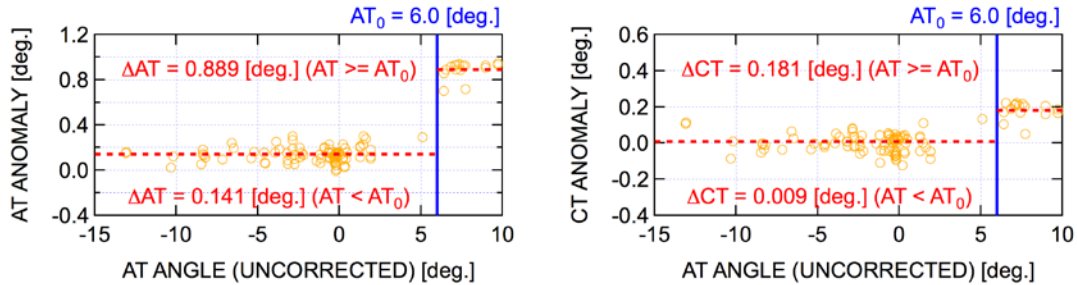 AT₀ = 6.0 [deg.]
1.2
ΔAT = 0.889 [deg.] (AT >= AT₀)
0.8
0.4
0.0
ΔAT = 0.141 [deg.] (AT < AT₀)
-0.4
AT ANOMALY [deg.]
-15 -10 -5 0 5 10
AT ANGLE (UNCORRECTED) [deg.]
AT₀ = 6.0 [deg.]
0.6
ΔCT = 0.181 [deg.] (AT >= AT₀)
0.4
0.2
0.0
-0.2
ΔCT = 0.009 [deg.] (AT < AT₀)
-0.4
CT ANOMALY [deg.]
-15 -10 -5 0 5 10
AT ANGLE (UNCORRECTED) [deg.]